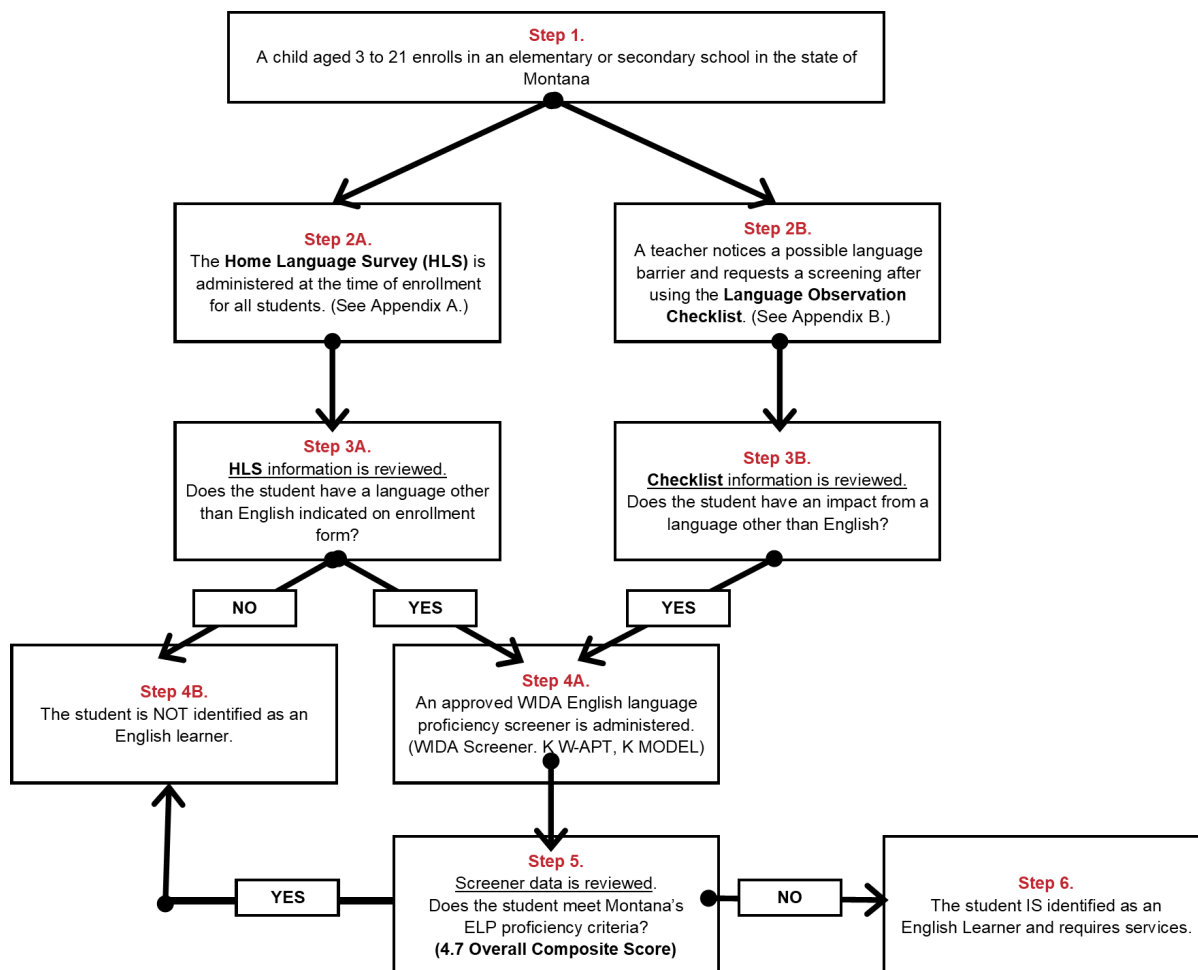 Step 1.
A child aged 3 to 21 enrolls in an elementary or secondary school in the state of
Montana
Step 2A.
The Home Language Survey (HLS) is
administered at the time of enrollment
for all students. (See Appendix A.)
Step 2B.
A teacher notices a possible language
barrier and requests a screening after
using the Language Observation
Checklist. (See Appendix B.)
Step 3A.
HLS information is reviewed.
Does the student have a language other
than English indicated on enrollment
form?
Step 3B.
Checklist information is reviewed.
Does the student have an impact from a
language other than English?
NO
YES
YES
Step 4B.
The student is NOT identified as an
English learner.
Step 4A.
An approved WIDA English language
proficiency screener is administered.
(WIDA Screener. K W-APT, K MODEL)
Step 5.
Screener data is reviewed.
Does the student meet Montana's
ELP proficiency criteria?
(4.7 Overall Composite Score)
YES
NO
Step 6.
The student IS identified as an
English Learner and requires services.